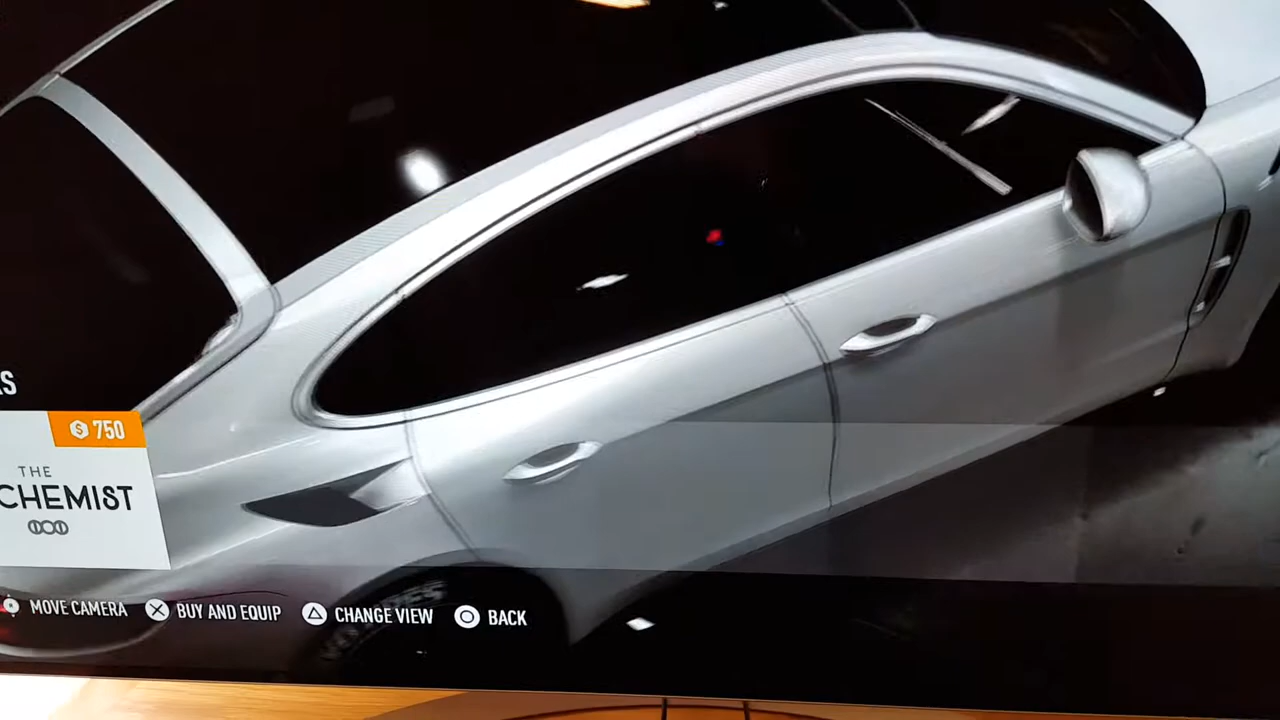 750
THE
CHEMIST
MOVE CAMERA
BUY AND EQUIP
CHANGE VIEW
BACK